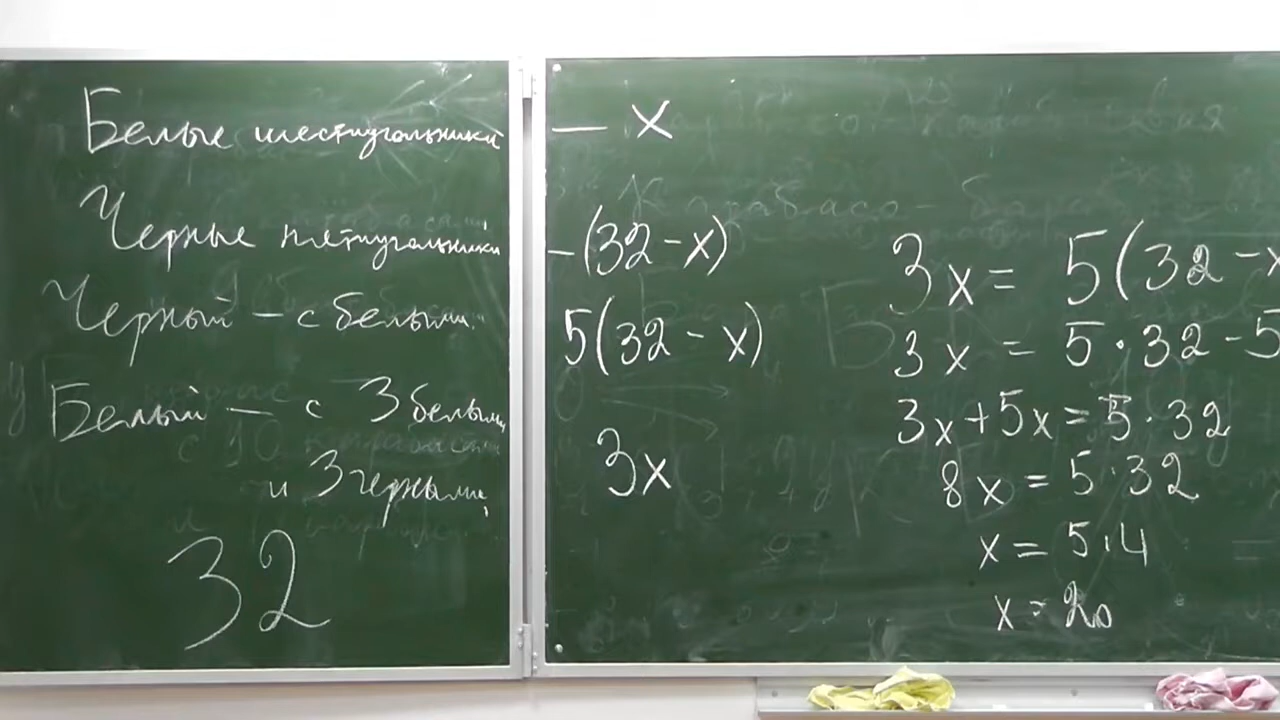 Белые шестиугольники — x
Черные пятиугольники – (32 – x)
Черный – с белыми 5(32 – x)
Белый – с 3 белыми
и 3 черными 3x
32
3x = 5(32 – x
3x = 5·32 – 5
3x + 5x = 5·32
8x = 5·32
x = 5·4
x = 20